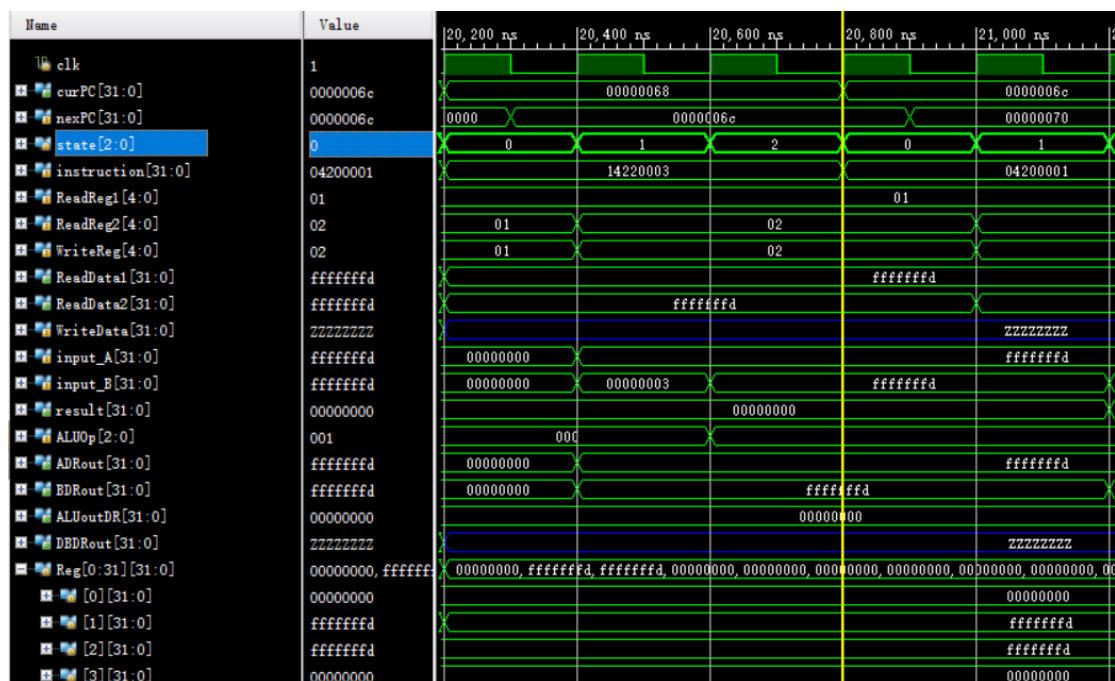 Name Value 20,200 ns 20,400 ns 20,600 ns 20,800 ns 21,000 ns
clk 1
curPC[31:0] 0000006c 00000068 0000006c
nexPC[31:0] 0000006c 0000 0000006c 00000070
state[2:0] 0 0 1 2 0 1
instruction[31:0] 04200001 14220003 04200001
ReadReg1[4:0] 01 01
ReadReg2[4:0] 02 01 02
WriteReg[4:0] 02 01 02
ReadData1[31:0] fffffffd fffffffd
ReadData2[31:0] fffffffd fffffffd
WriteData[31:0] ZZZZZZZZ ZZZZZZZZ
input_A[31:0] fffffffd 00000000 fffffffd
input_B[31:0] fffffffd 00000000 00000003 fffffffd
result[31:0] 00000000 00000000
ALUOp[2:0] 001 000
ADRout[31:0] fffffffd 00000000 fffffffd
BDRout[31:0] fffffffd 00000000 fffffffd
ALUoutDR[31:0] 00000000 00000000
DBDRout[31:0] ZZZZZZZZ ZZZZZZZZ
Reg[0:31][31:0] 00000000, ffffff 00000000, fffffffd, fffffffd, 00000000, 00000000, 00000000, 00000000, 00000000, 00000000, 00
[0][31:0] 00000000 00000000
[1][31:0] fffffffd fffffffd
[2][31:0] fffffffd fffffffd
[3][31:0] 00000000 00000000